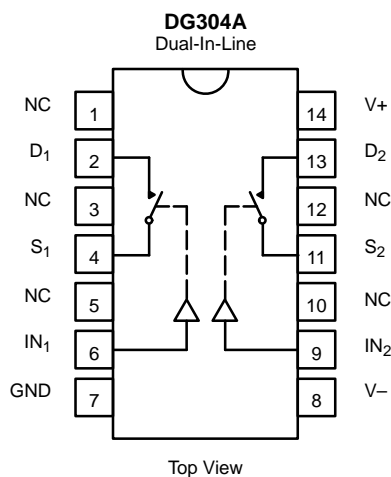 DG304A
Dual-In-Line
NC 1 14 V+
D1 2 13 D2
NC 3 12 NC
S1 4 11 S2
NC 5 10 NC
IN1 6 9 IN2
GND 7 8 V–
Top View